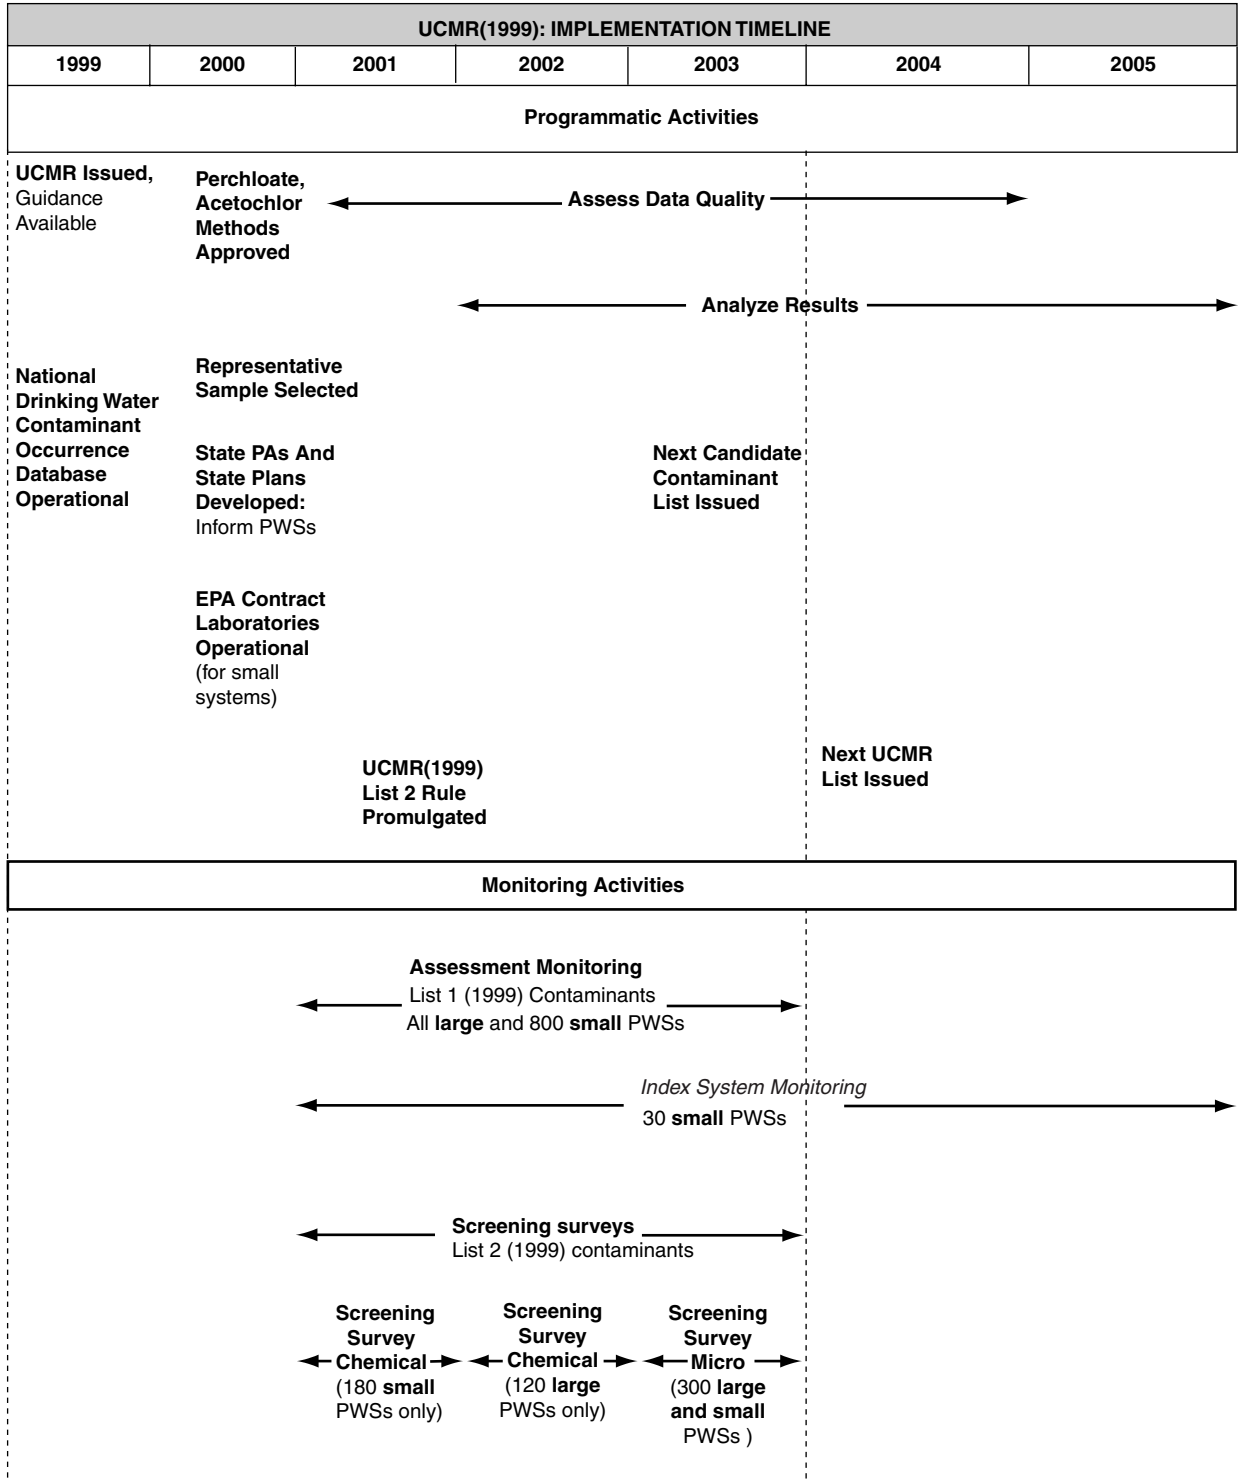 UCMR(1999): IMPLEMENTATION TIMELINE
1999 2000 2001 2002 2003 2004 2005
Programmatic Activities
UCMR Issued,
Guidance
Available
Perchloate,
Acetochlor
Methods
Approved
Assess Data Quality
Analyze Results
National
Drinking Water
Contaminant
Occurrence
Database
Operational
Representative
Sample Selected
State PAs And
State Plans
Developed:
Inform PWSs
Next Candidate
Contaminant
List Issued
EPA Contract
Laboratories
Operational
(for small
systems)
UCMR(1999)
List 2 Rule
Promulgated
Next UCMR
List Issued
Monitoring Activities
Assessment Monitoring
List 1 (1999) Contaminants
All large and 800 small PWSs
Index System Monitoring
30 small PWSs
Screening surveys
List 2 (1999) contaminants
Screening
Survey
Chemical
(180 small
PWSs only)
Screening
Survey
Chemical
(120 large
PWSs only)
Screening
Survey
Micro
(300 large
and small
PWSs )